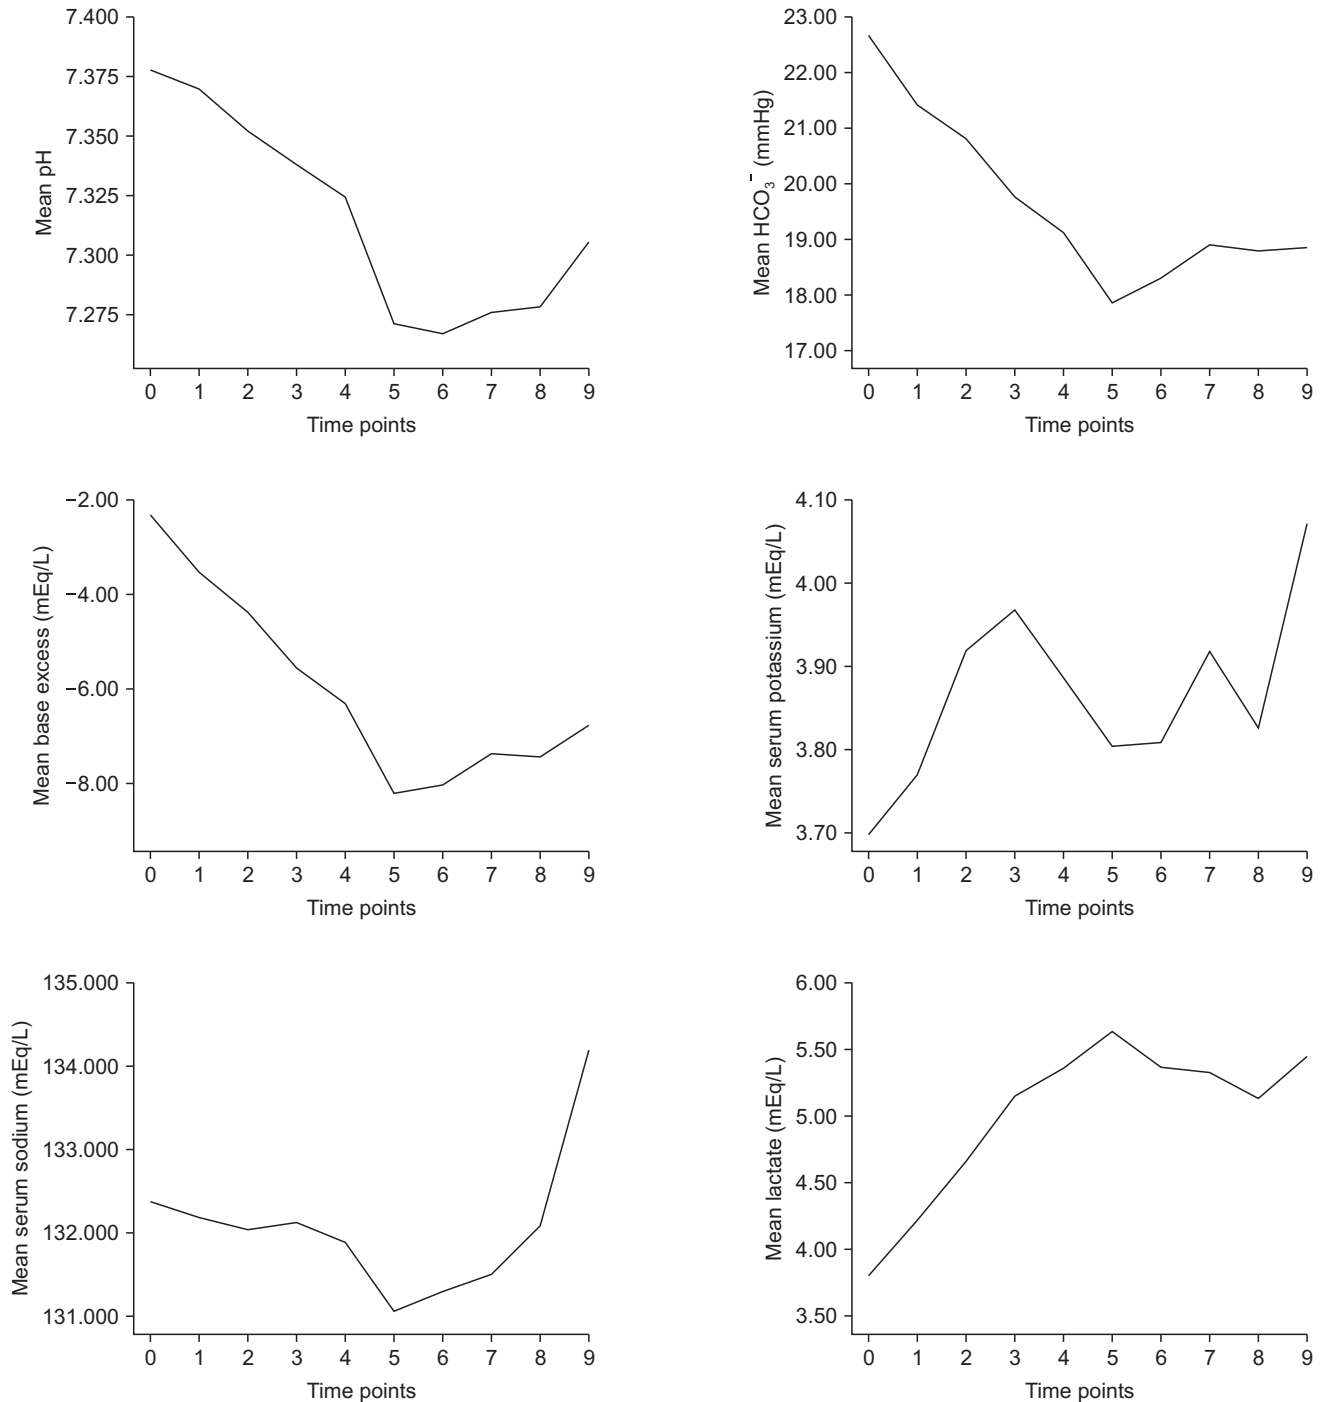 7.400
7.375
7.350
7.325
7.300
7.275
Mean pH
0 1 2 3 4 5 6 7 8 9
Time points
23.00
22.00
21.00
20.00
19.00
18.00
17.00
Mean HCO3− (mmHg)
0 1 2 3 4 5 6 7 8 9
Time points
−2.00
−4.00
−6.00
−8.00
Mean base excess (mEq/L)
0 1 2 3 4 5 6 7 8 9
Time points
4.10
4.00
3.90
3.80
3.70
Mean serum potassium (mEq/L)
0 1 2 3 4 5 6 7 8 9
Time points
135.000
134.000
133.000
132.000
131.000
Mean serum sodium (mEq/L)
0 1 2 3 4 5 6 7 8 9
Time points
6.00
5.50
5.00
4.50
4.00
3.50
Mean lactate (mEq/L)
0 1 2 3 4 5 6 7 8 9
Time points